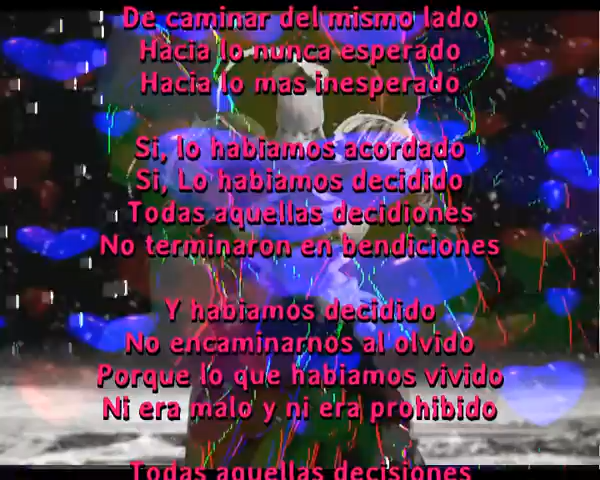 De caminar del mismo lado
Hacia lo nunca esperado
Hacia lo mas inesperado
Si, lo habiamos acordado
Si, Lo habiamos decidido
Todas aquellas decidiones
No terminaron en bendiciones
Y habiamos decidido
No encaminarnos al olvido
Porque lo que habiamos vivido
Ni era malo y ni era prohibido
Todas aquellas decisiones